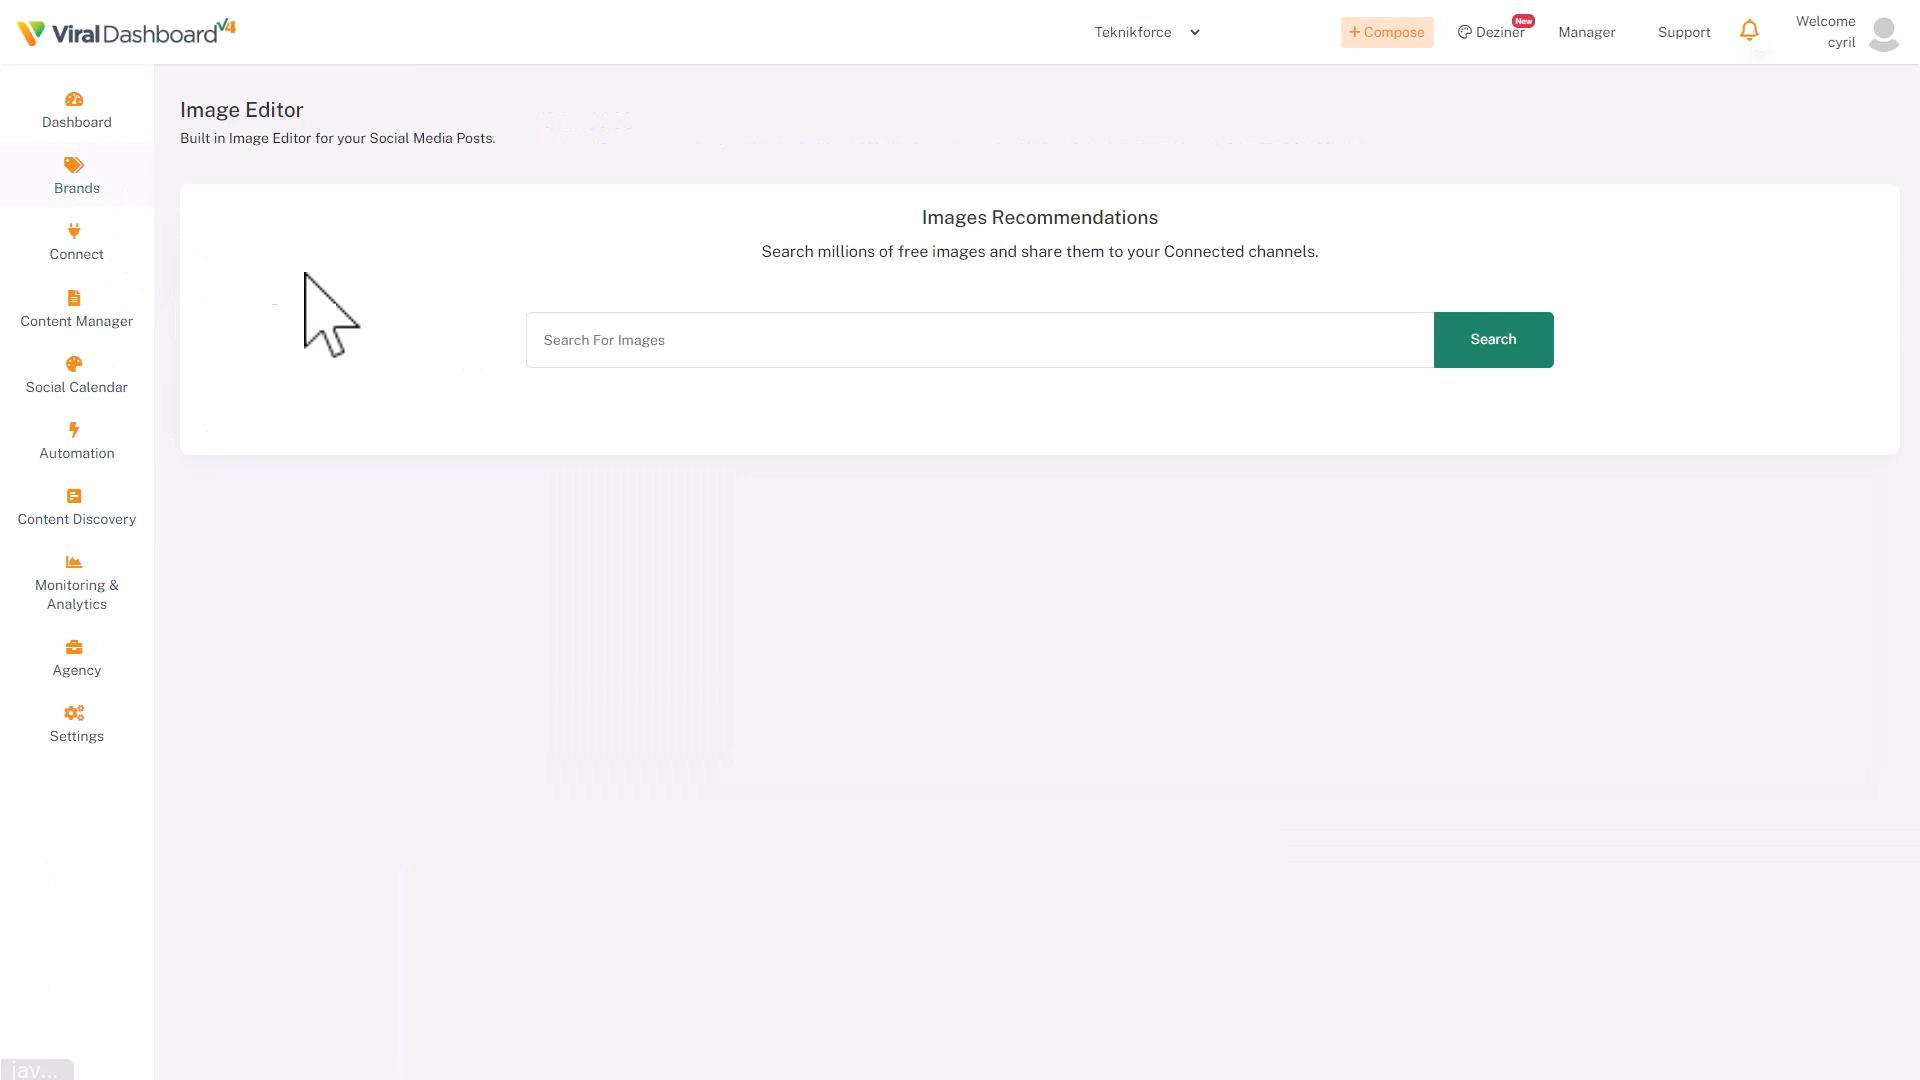 ViralDashboard v4
Teknikforce
+ Compose
Deziner
New
Manager
Support
Welcome
cyril
Dashboard
Brands
Connect
Content Manager
Social Calendar
Automation
Content Discovery
Monitoring &
Analytics
Agency
Settings
Image Editor
Built in Image Editor for your Social Media Posts.
Images Recommendations
Search millions of free images and share them to your Connected channels.
Search For Images
Search
jav...